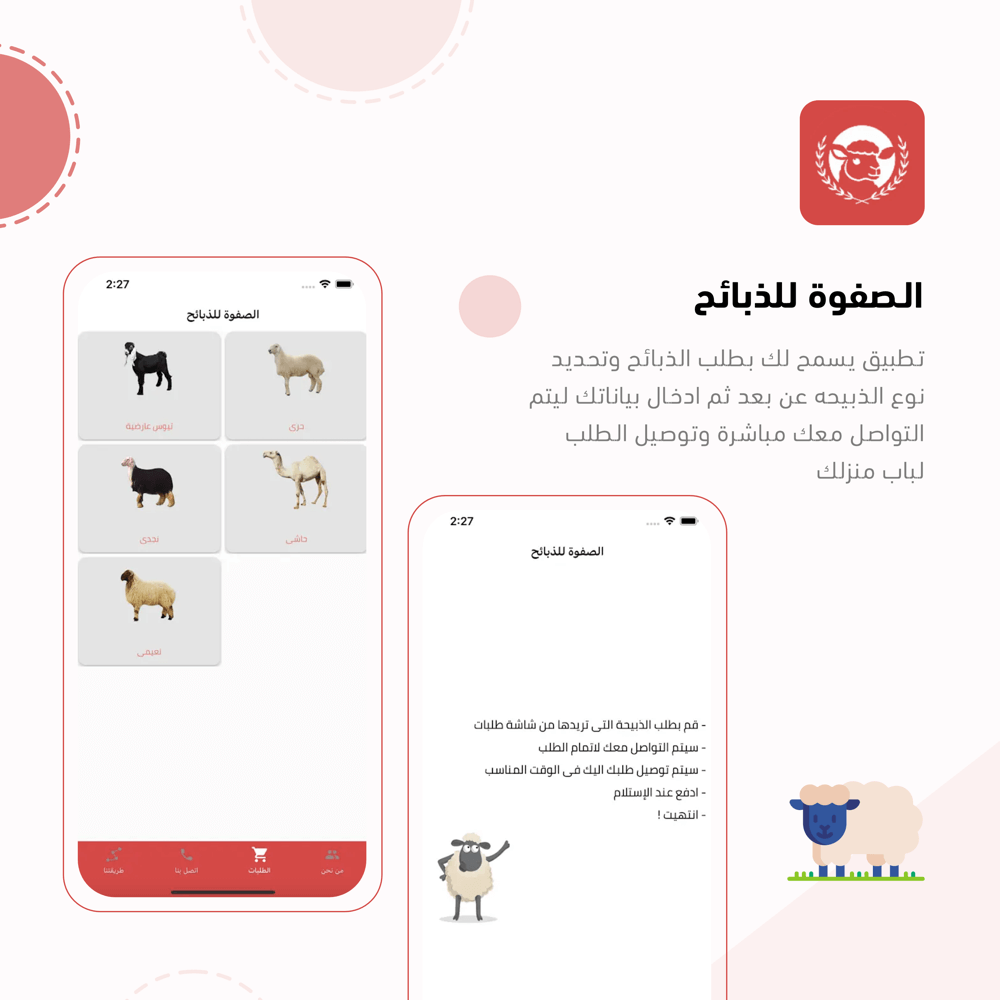 الصفوة للذبائح
تطبيق يسمح لك بطلب الذبائح وتحديد
نوع الذبيحه عن بعد ثم ادخال بياناتك ليتم
التواصل معك مباشرة وتوصيل الطلب
لباب منزلك
2:27
الصفوة للذبائح
حري
تيوس عارضية
حاشي
نجدي
نعيمي
من نحن
الطلبات
اتصل بنا
طريقتنا
2:27
الصفوة للذبائح
- قم بطلب الذبيحة التى تريدها من شاشة طلبات
- سيتم التواصل معك لاتمام الطلب
- سيتم توصيل طلبك اليك فى الوقت المناسب
- ادفع عند الإستلام
- انتهيت !